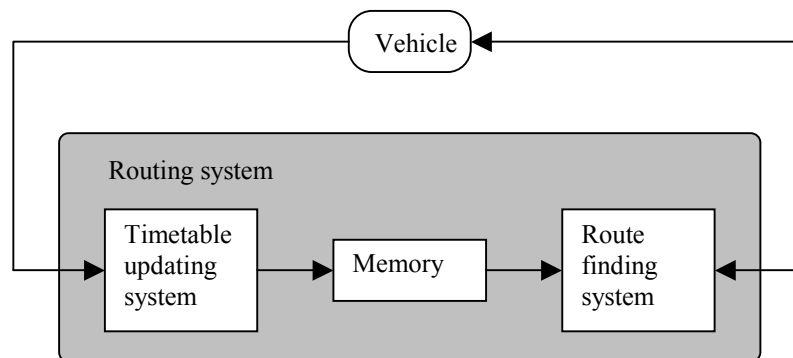 Vehicle
Routing system
Timetable
updating
system
Memory
Route
finding
system